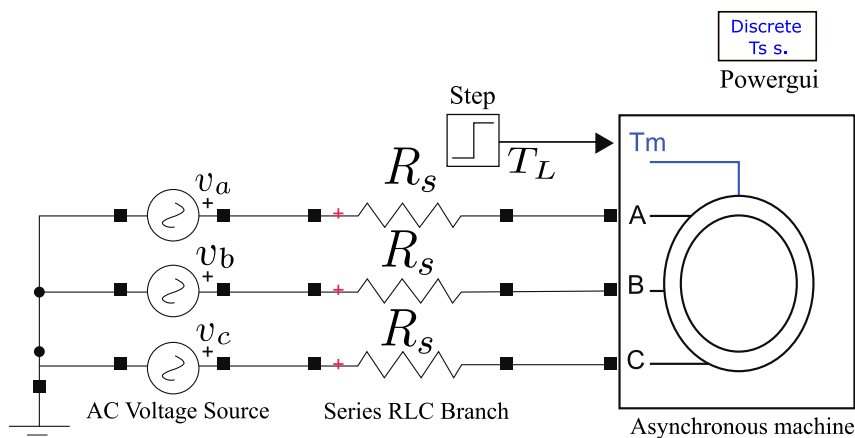 Discrete
Ts s.
Powergui
Step
T_L
Tm
v_a
+
+
R_s
A
v_b
+
+
R_s
B
v_c
+
+
R_s
C
AC Voltage Source
Series RLC Branch
Asynchronous machine